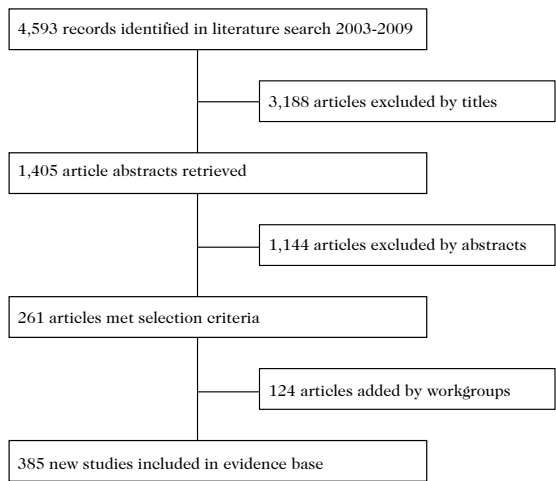 4,593 records identified in literature search 2003-2009
3,188 articles excluded by titles
1,405 article abstracts retrieved
1,144 articles excluded by abstracts
261 articles met selection criteria
124 articles added by workgroups
385 new studies included in evidence base